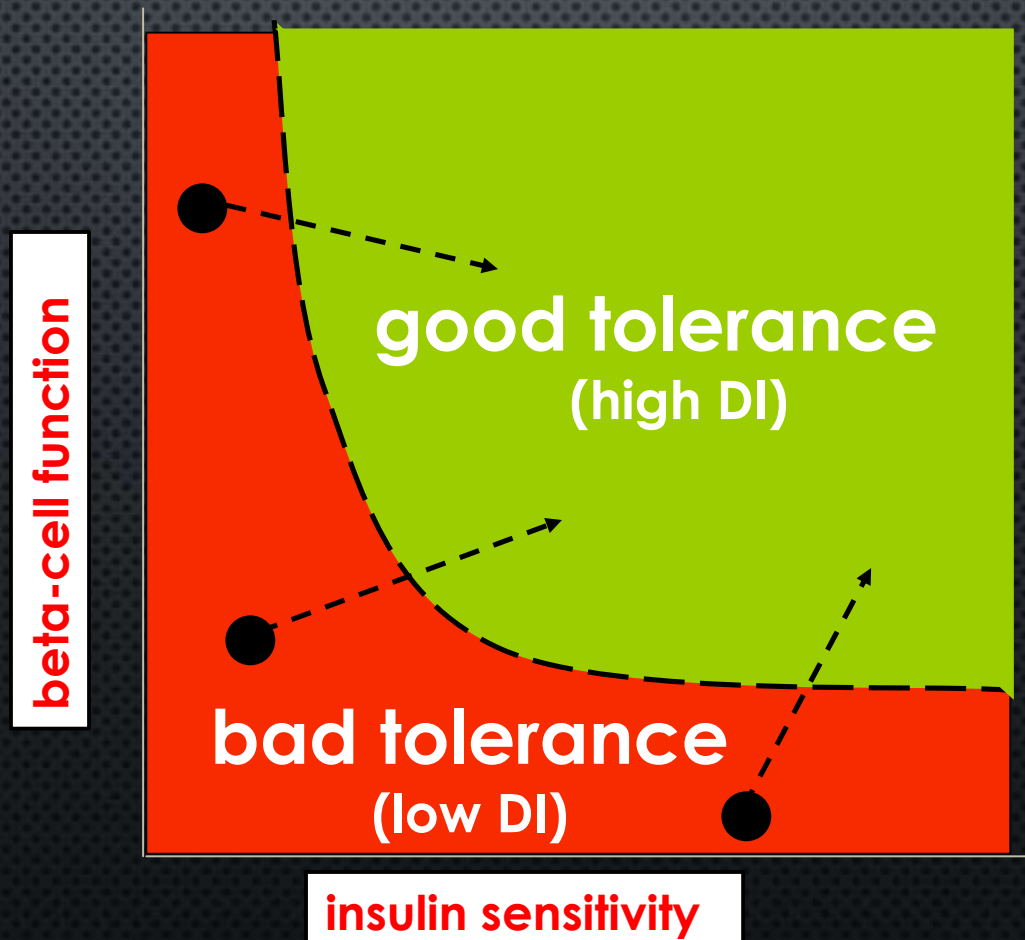 beta-cell function
good tolerance
(high DI)
bad tolerance
(low DI)
insulin sensitivity